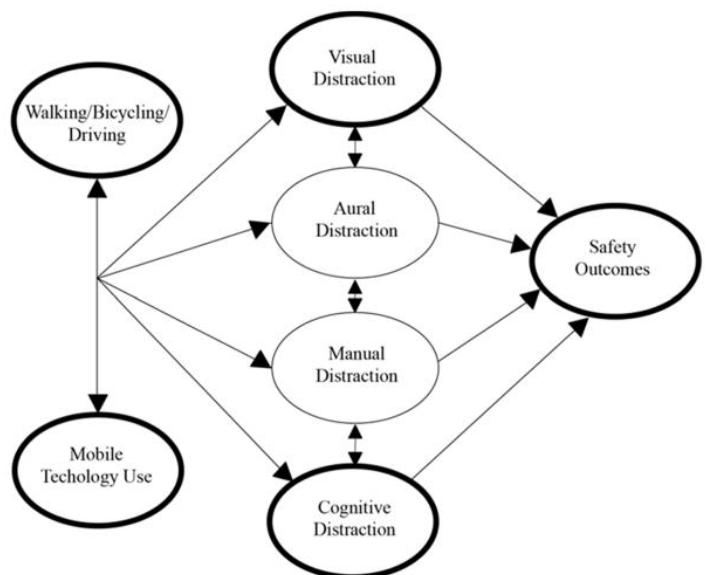 Visual
Distraction
Walking/Bicycling/
Driving
Aural
Distraction
Safety
Outcomes
Manual
Distraction
Mobile
Techology Use
Cognitive
Distraction